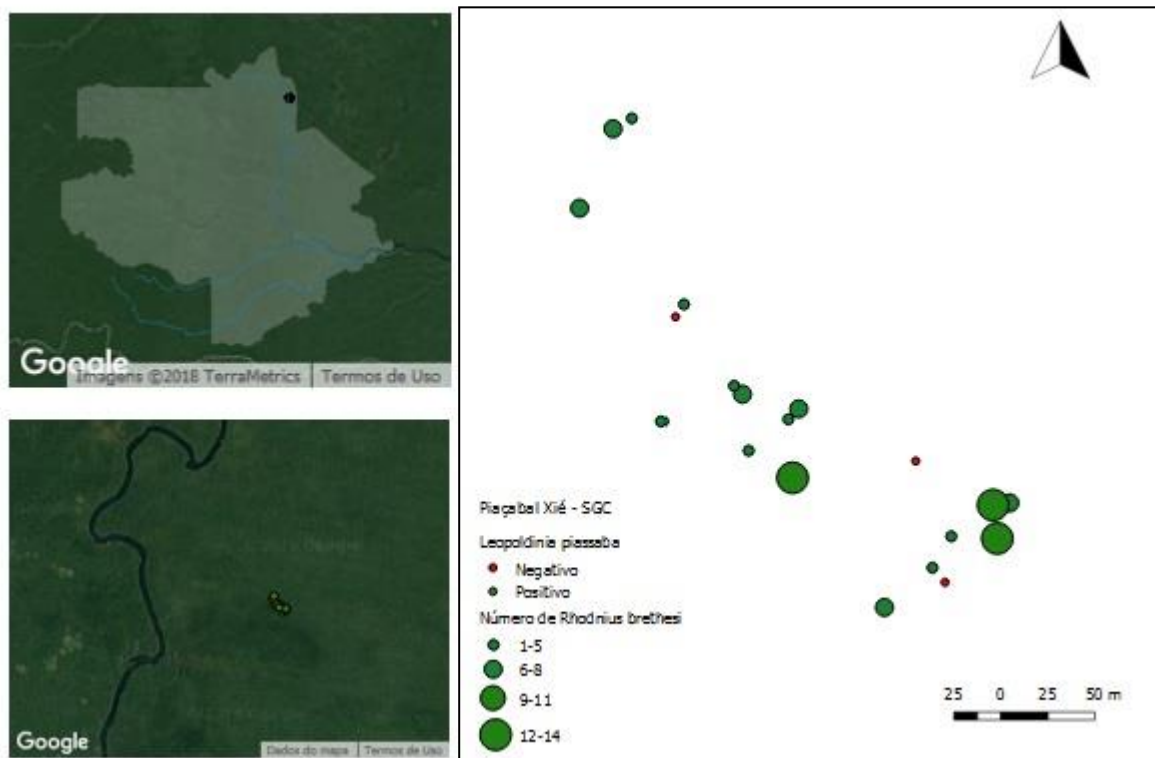 Google
Imagens ©2018 TerraMetrics
Termos de Uso
Google
Dados do mapa
Termos de Uso
Piaçabal Xié - SGC
Leopoldinia piassaba
Negativo
Positivo
Número de Rhodnius brethesi
1-5
6-8
9-11
12-14
25 0 25 50 m